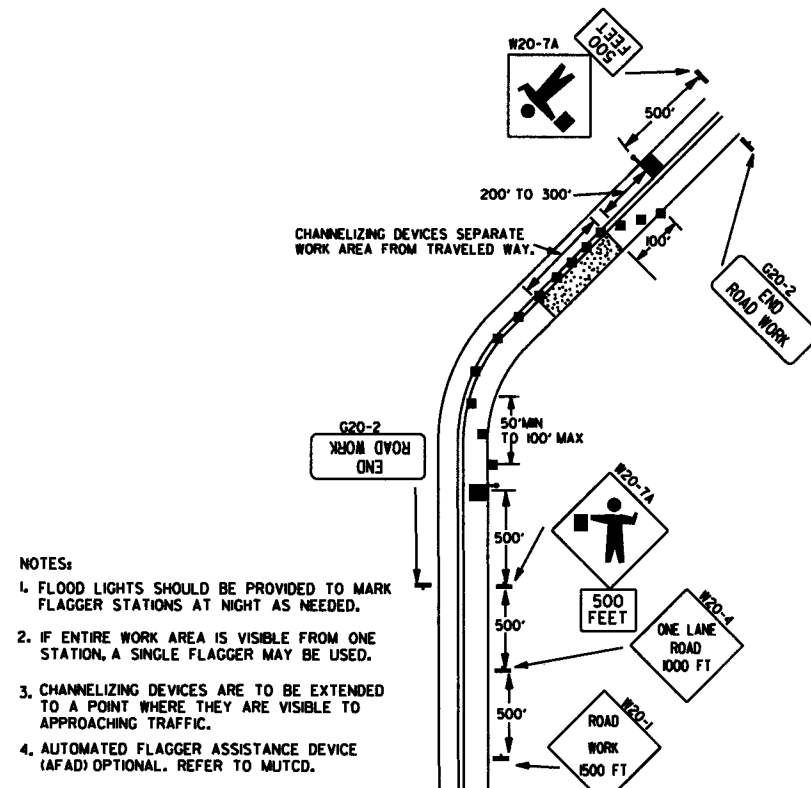 W20-7A
500
FEET
500'
200' TO 300'
CHANNELIZING DEVICES SEPARATE
WORK AREA FROM TRAVELED WAY.
100'
G20-2
END
ROAD WORK
50'MIN
TO 100' MAX
G20-2
END
ROAD WORK
W20-7A
500'
500
FEET
500'
W20-4
ONE LANE
ROAD
1000 FT
500'
W20-1
ROAD
WORK
1500 FT
NOTES:
1. FLOOD LIGHTS SHOULD BE PROVIDED TO MARK
FLAGGER STATIONS AT NIGHT AS NEEDED.
2. IF ENTIRE WORK AREA IS VISIBLE FROM ONE
STATION, A SINGLE FLAGGER MAY BE USED.
3. CHANNELIZING DEVICES ARE TO BE EXTENDED
TO A POINT WHERE THEY ARE VISIBLE TO
APPROACHING TRAFFIC.
4. AUTOMATED FLAGGER ASSISTANCE DEVICE
(AFAD) OPTIONAL. REFER TO MUTCD.